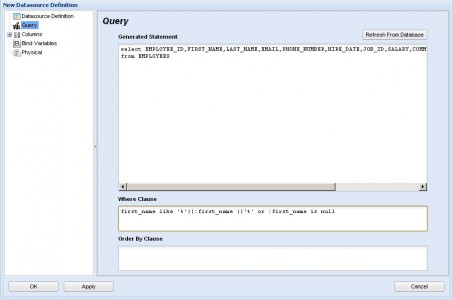 New Datasource Definition
Datasource Definition
Query
Columns
Bind Variables
Physical
Query
Generated Statement
Refresh From Database
select EMPLOYEE_ID,FIRST_NAME,LAST_NAME,EMAIL,PHONE_NUMBER,HIRE_DATE,JOB_ID,SALARY,COMM
from EMPLOYEES
Where Clause
first_name like '%'||:first_name ||'%' or :first_name is null
Order By Clause
OK
Apply
Cancel